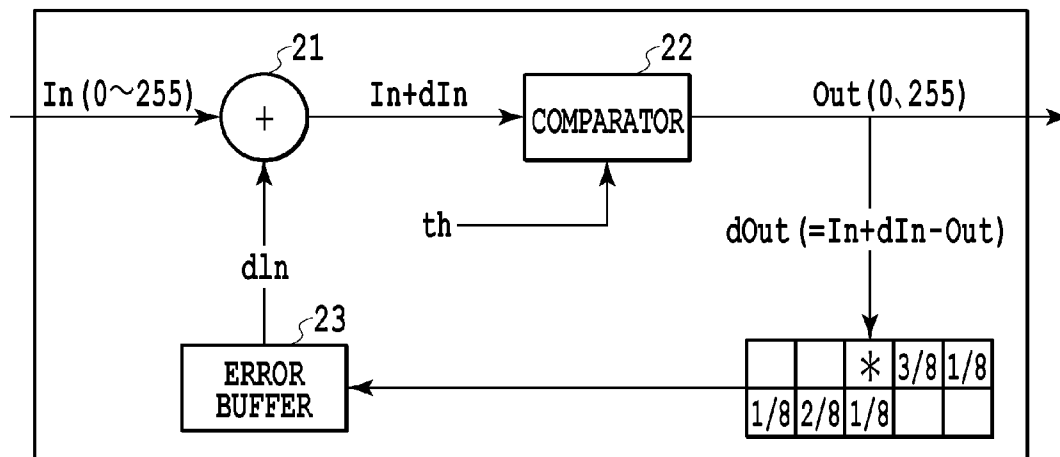 21
22
In(0～255)
In+dIn
Out(0、255)
+
COMPARATOR
th
dOut(=In+dIn-Out)
dln
23
ERROR
BUFFER
* 3/8 1/8
1/8 2/8 1/8